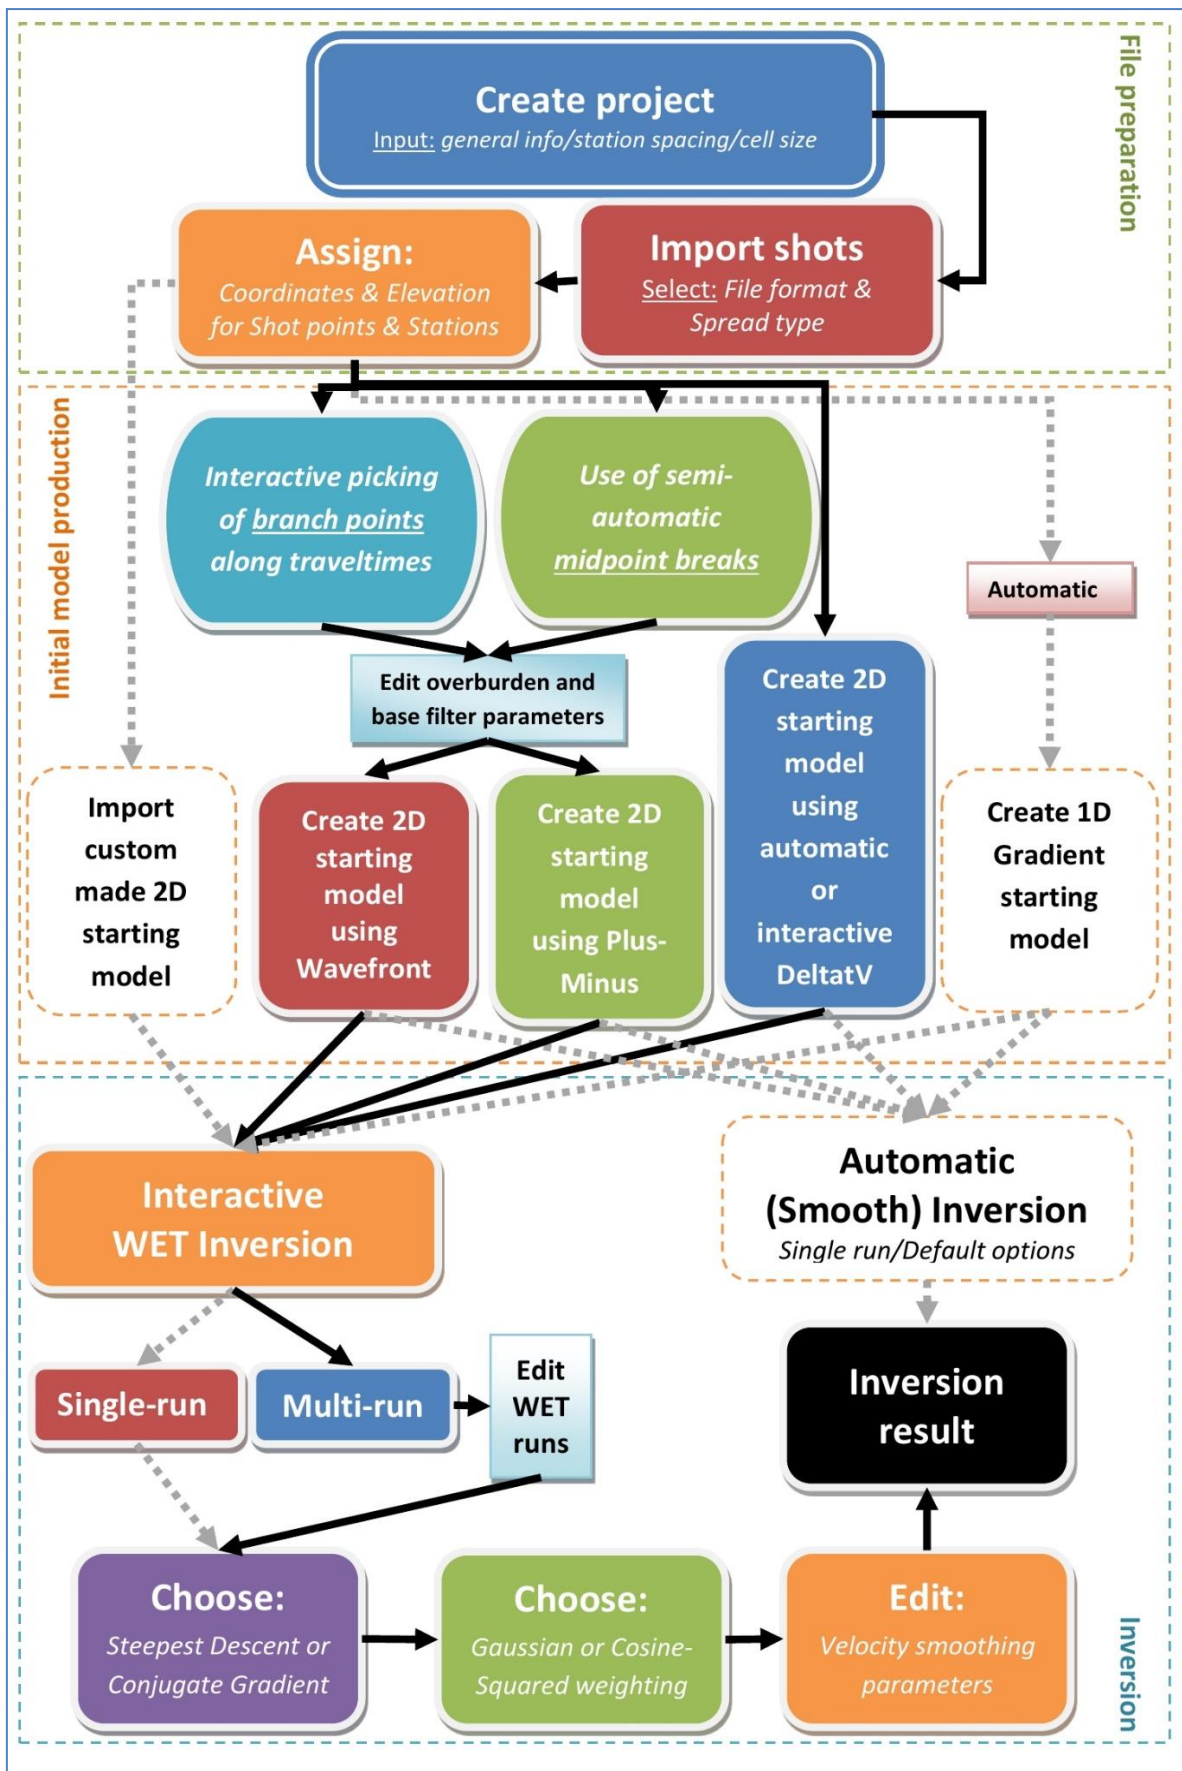 File preparation
Create project
Input: general info/station spacing/cell size
Assign:
Coordinates & Elevation
for Shot points & Stations
Import shots
Select: File format &
Spread type
Initial model production
Interactive picking
of branch points
along traveltimes
Use of semi-
automatic
midpoint breaks
Automatic
Edit overburden and
base filter parameters
Import
custom
made 2D
starting
model
Create 2D
starting
model
using
Wavefront
Create 2D
starting
model
using Plus-
Minus
Create 2D
starting
model
using
automatic
or
interactive
DeltatV
Create 1D
Gradient
starting
model
Interactive
WET Inversion
Automatic
(Smooth) Inversion
Single run/Default options
Single-run
Multi-run
Edit
WET
runs
Inversion
result
Choose:
Steepest Descent or
Conjugate Gradient
Choose:
Gaussian or Cosine-
Squared weighting
Edit:
Velocity smoothing
parameters
Inversion